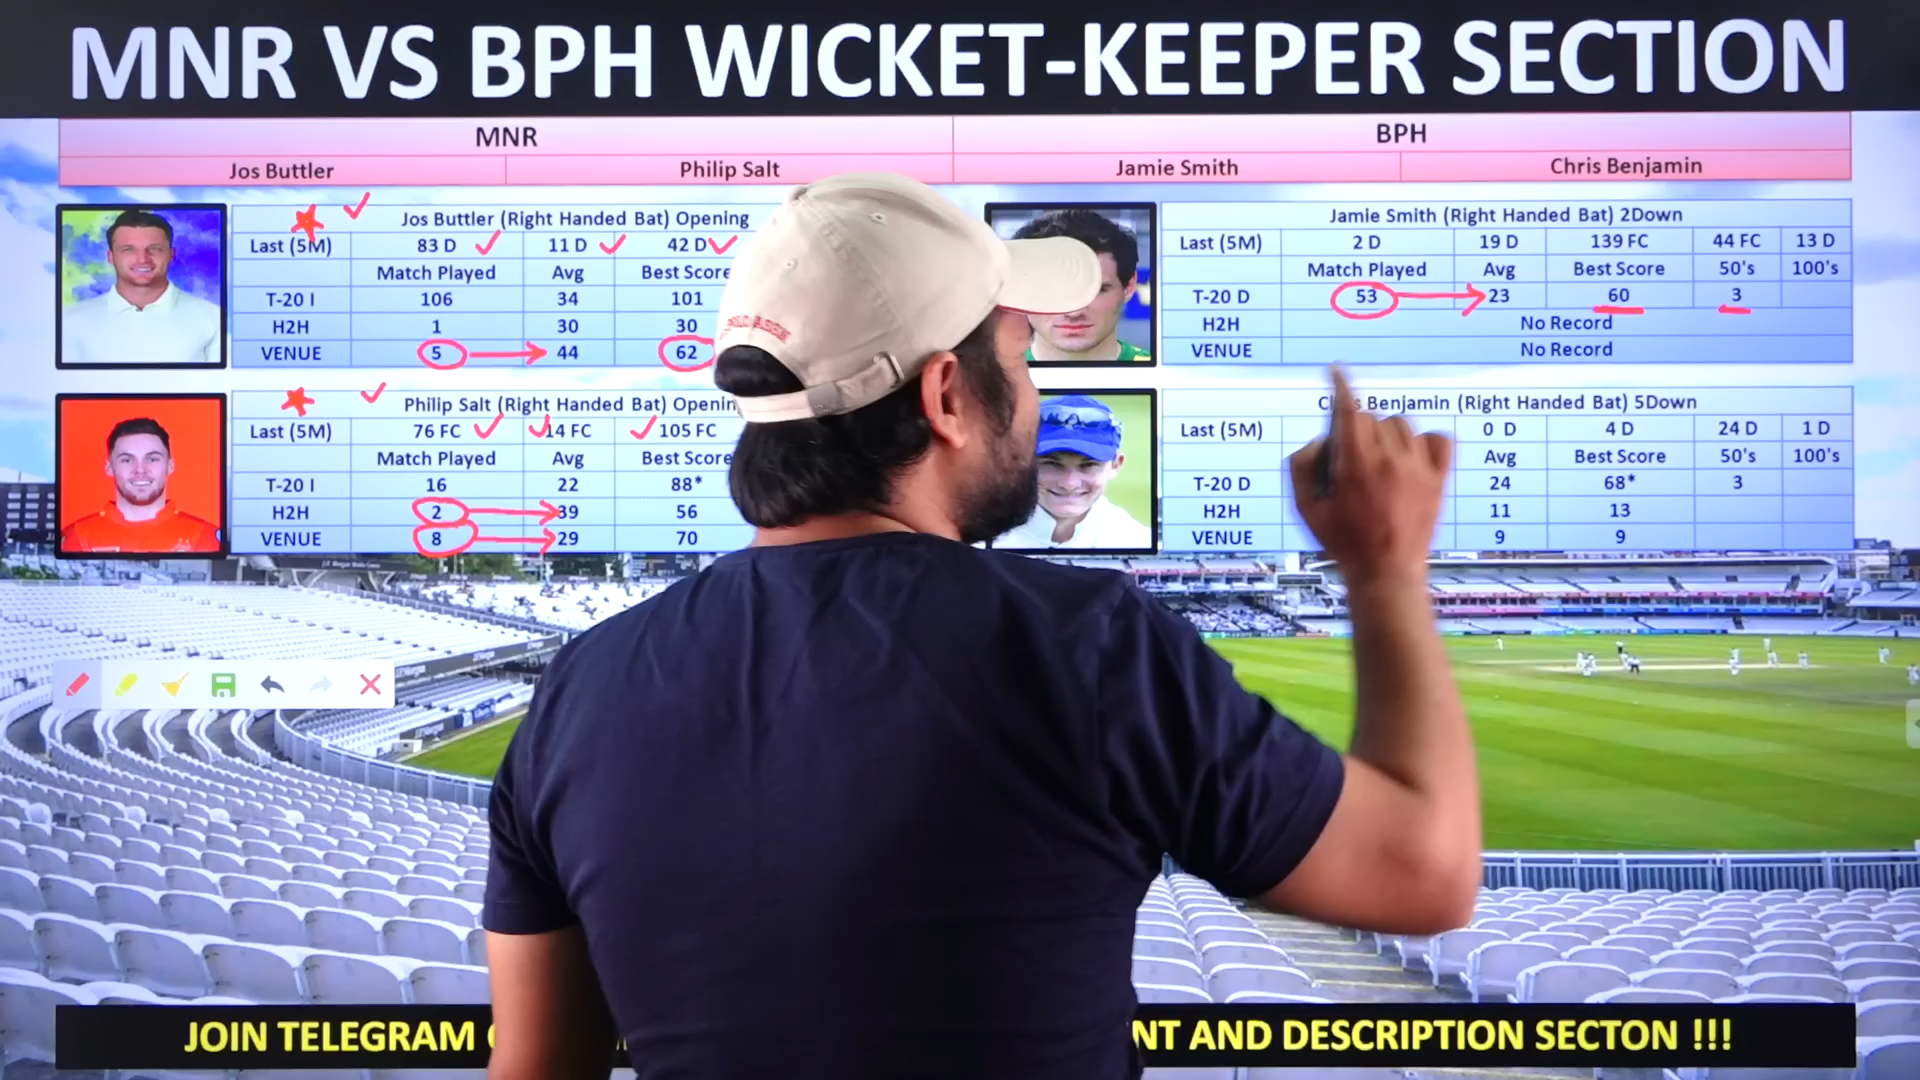 MNR VS BPH WICKET-KEEPER SECTION
MNR BPH
Jos Buttler Philip Salt Jamie Smith Chris Benjamin
Jos Buttler (Right Handed Bat) Opening
Last (5M) 83 D 11 D 42 D
Match Played Avg Best Score
T-20 I 106 34 101
H2H 1 30 30
VENUE 5 44 62
Philip Salt (Right Handed Bat)
Last (5M) 76 FC 14 FC 105 FC
Match Played Avg Best Score
T-20 I 16 22 88*
H2H 2 39 56
VENUE 8 29 70
Jamie Smith (Right Handed Bat) 2Down
Last (5M) 2 D 19 D 139 FC 44 FC 13 D
Match Played Avg Best Score 50's 100's
T-20 D 53 23 60 3
H2H No Record
VENUE No Record
Benjamin (Right Handed Bat) 5Down
Last (5M) 0 D 4 D 24 D 1 D
Avg Best Score 50's 100's
T-20 D 24 68* 3
H2H 11 13
VENUE 9 9
JOIN TELEGRAM AND DESCRIPTION SECTON !!!